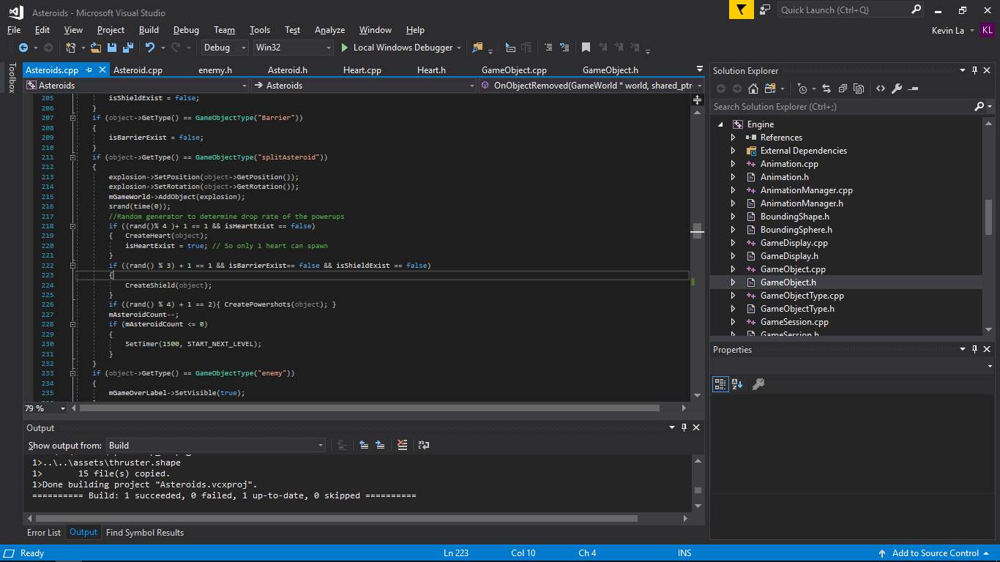 Asteroids - Microsoft Visual Studio
Quick Launch (Ctrl+Q)
File Edit View Project Build Debug Team Tools Test Analyze Window Help
Kevin La KL
Debug Win32 Local Windows Debugger
Toolbox
Asteroids.cpp Asteroid.cpp enemy.h Asteroid.h Heart.cpp Heart.h GameObject.cpp GameObject.h
Asteroids Asteroids OnObjectRemoved(GameWorld * world, shared_ptr
205 isShieldExist = false;
206 }
207 if (object->GetType() == GameObjectType("Barrier"))
208 {
209 isBarrierExist = false;
210 }
211 if (object->GetType() == GameObjectType("splitAsteroid"))
212 {
213 explosion->SetPosition(object->GetPosition());
214 explosion->SetRotation(object->GetRotation());
215 mGameWorld->AddObject(explosion);
216 srand(time(0));
217 //Random generator to determine drop rate of the powerups
218 if ((rand()% 4 )+ 1 == 1 && isHeartExist == false)
219 { CreateHeart(object);
220 isHeartExist = true; // So only 1 heart can spawn
221 }
222 if ((rand() % 3) + 1 == 1 && isBarrierExist== false && isShieldExist == false)
223 {
224 CreateShield(object);
225 }
226 if ((rand() % 4) + 1 == 2){ CreatePowershots(object); }
227 mAsteroidCount--;
228 if (mAsteroidCount <= 0)
229 {
230 SetTimer(1500, START_NEXT_LEVEL);
231 }
232 }
233 if (object->GetType() == GameObjectType("enemy"))
234 {
235 mGameOverLabel->SetVisible(true);
79 %
Output
Show output from: Build
1>..\..\assets\thruster.shape
1> 15 file(s) copied.
1>Done building project "Asteroids.vcxproj".
========== Build: 1 succeeded, 0 failed, 1 up-to-date, 0 skipped ==========
Error List Output Find Symbol Results
Solution Explorer
Search Solution Explorer (Ctrl+;)
Engine
References
External Dependencies
Animation.cpp
Animation.h
AnimationManager.cpp
AnimationManager.h
BoundingShape.h
BoundingSphere.h
GameDisplay.cpp
GameDisplay.h
GameObject.cpp
GameObject.h
GameObjectType.cpp
GameObjectType.h
GameSession.cpp
GameSession.h
Properties
Ready Ln 223 Col 10 Ch 4 INS Add to Source Control